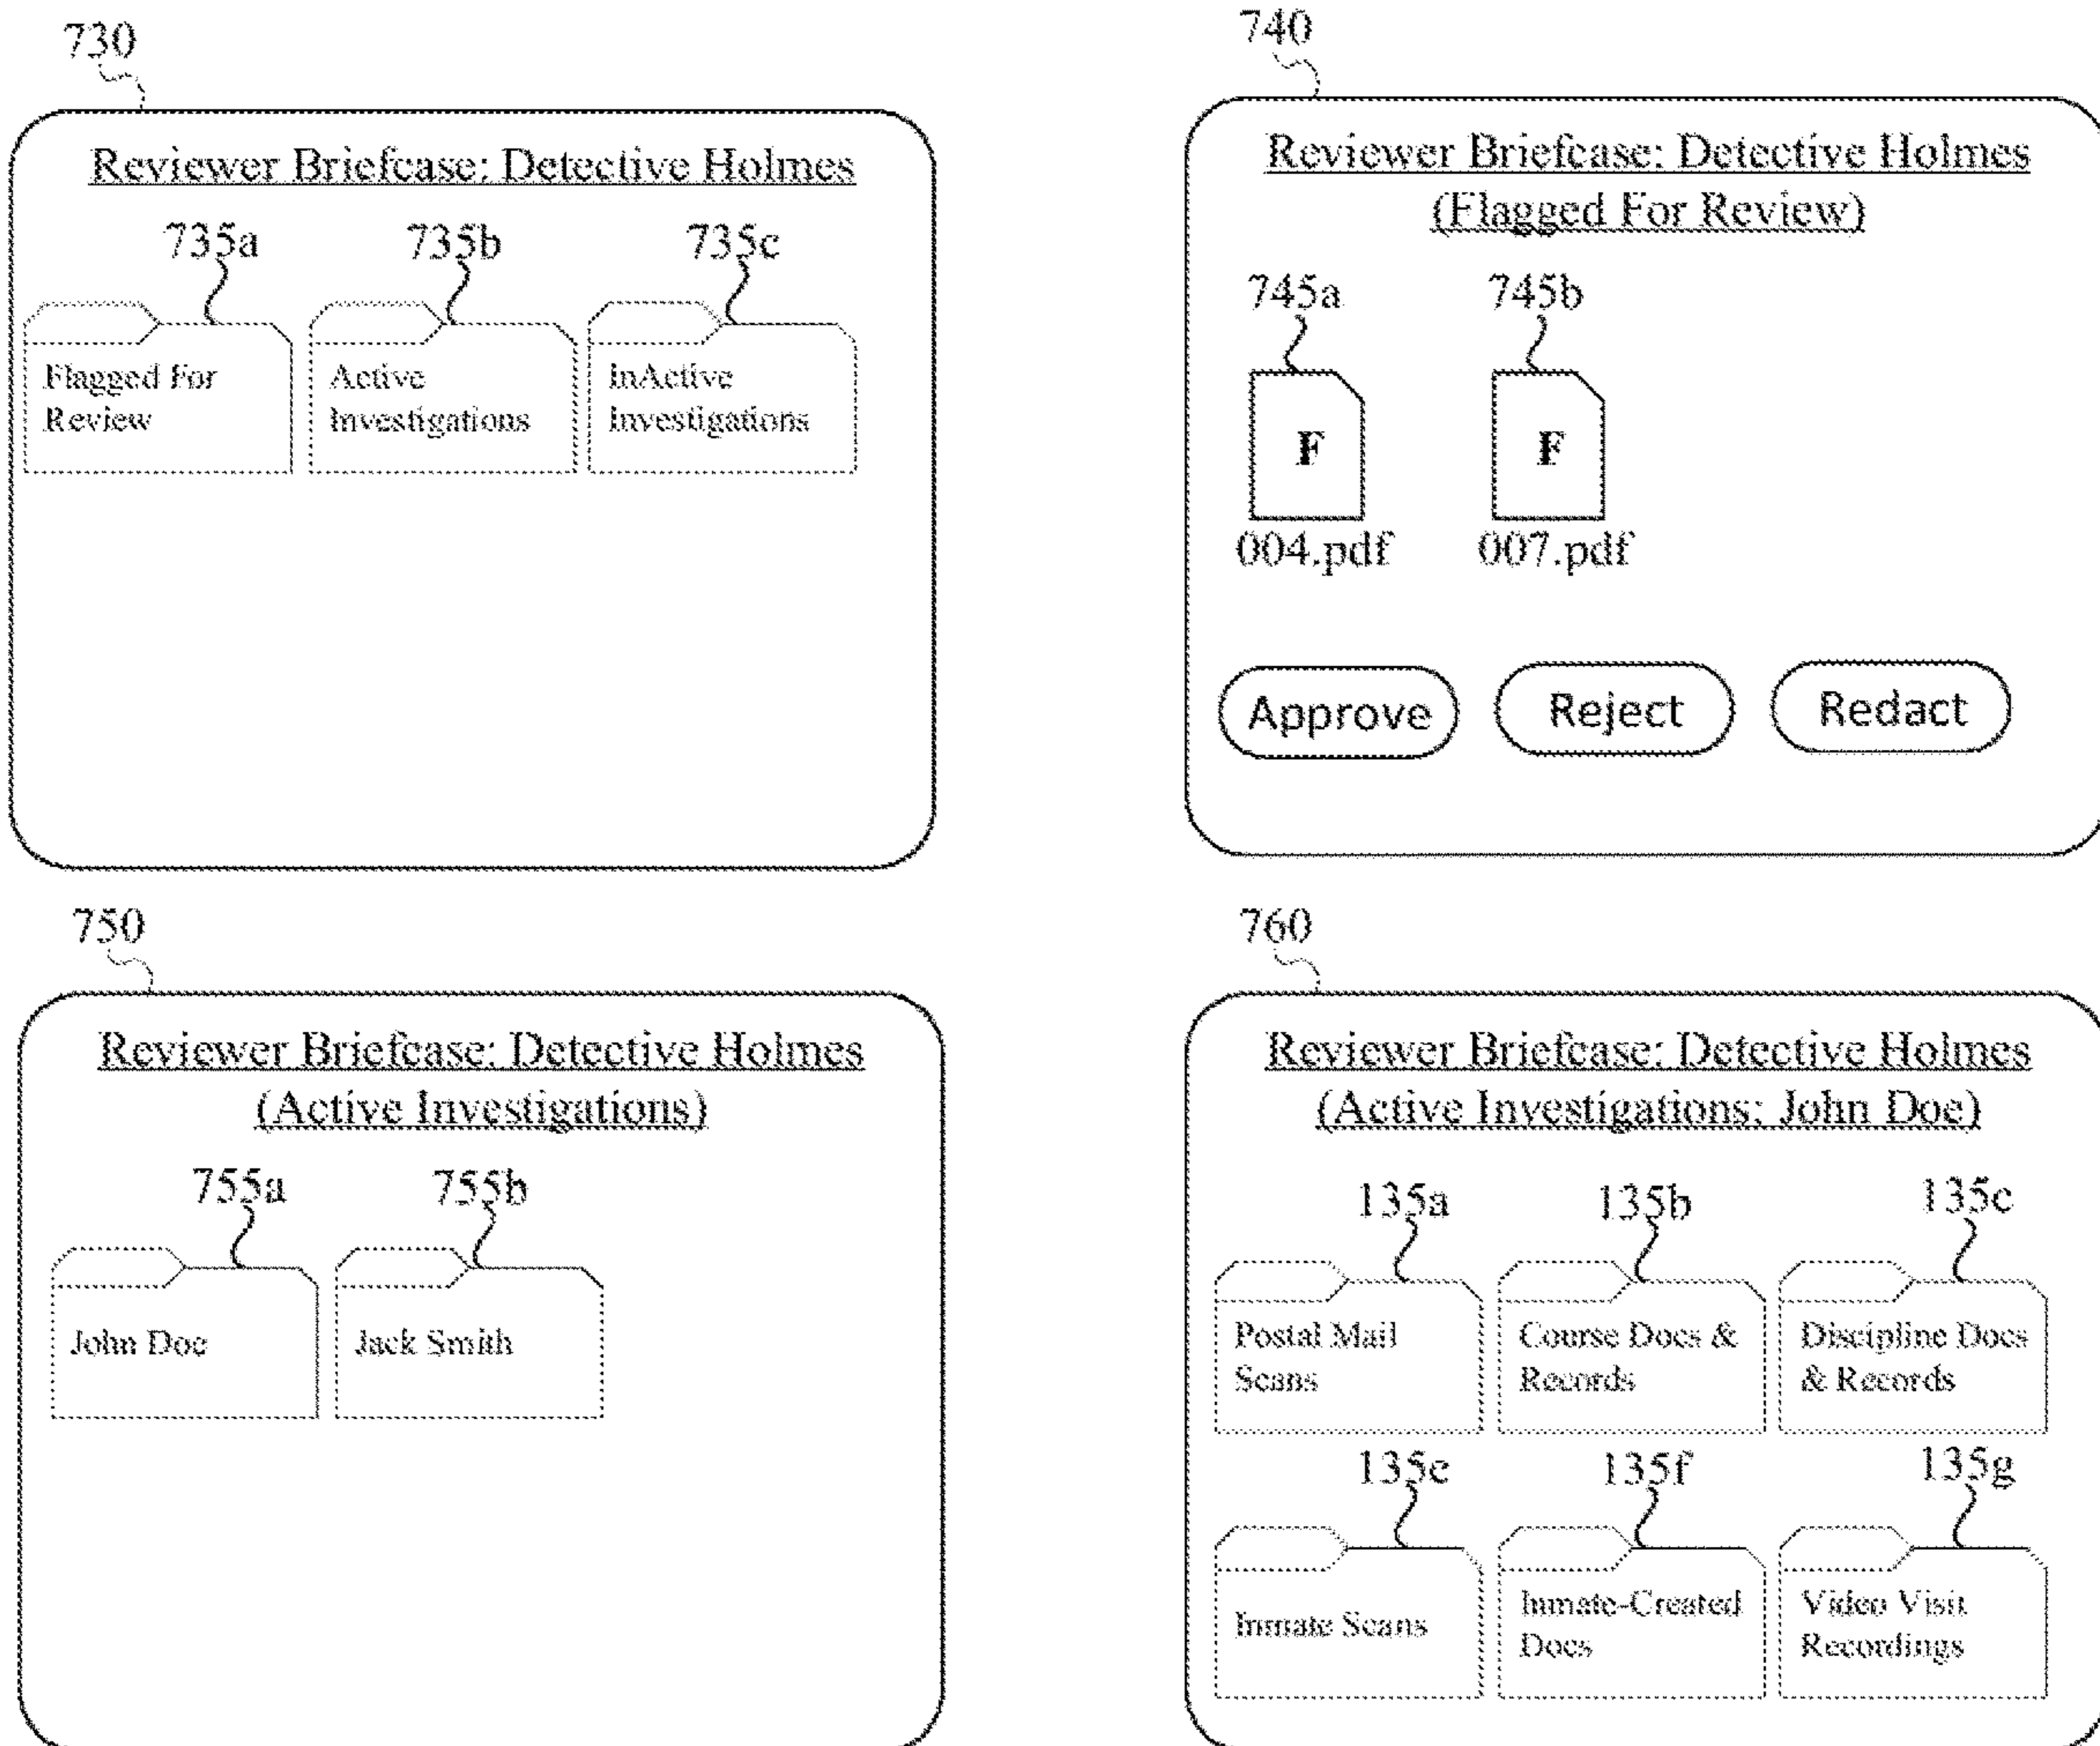 730
Reviewer Briefcase: Detective Holmes
735a 735b 735c
Flagged For Review
Active Investigations
InActive Investigations
740
Reviewer Briefcase: Detective Holmes
(Flagged For Review)
745a 745b
F F
004.pdf 007.pdf
Approve Reject Redact
750
Reviewer Briefcase: Detective Holmes
(Active Investigations)
755a 755b
John Doe Jack Smith
760
Reviewer Briefcase: Detective Holmes
(Active Investigations: John Doe)
135a 135b 135c
Postal Mail Scans
Course Docs & Records
Discipline Docs & Records
135e 135f 135g
Inmate Scans
Inmate-Created Docs
Video Visit Recordings